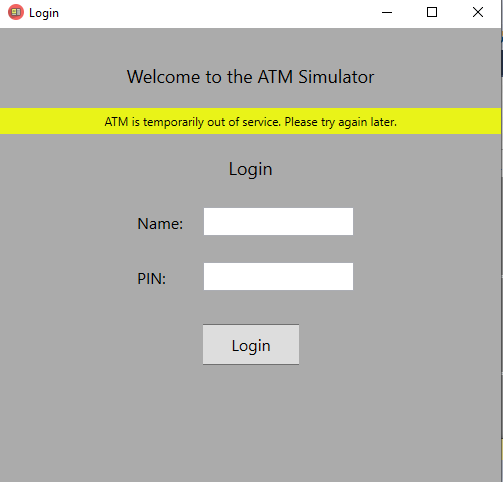 Login
Welcome to the ATM Simulator
ATM is temporarily out of service. Please try again later.
Login
Name:
PIN:
Login